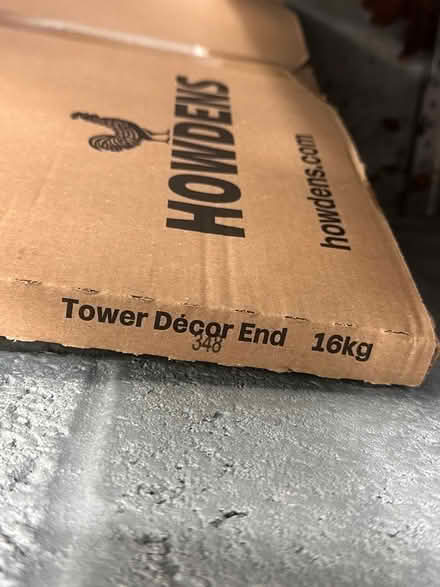 HOWDENS
howdens.com
Tower Décor End 16kg
348